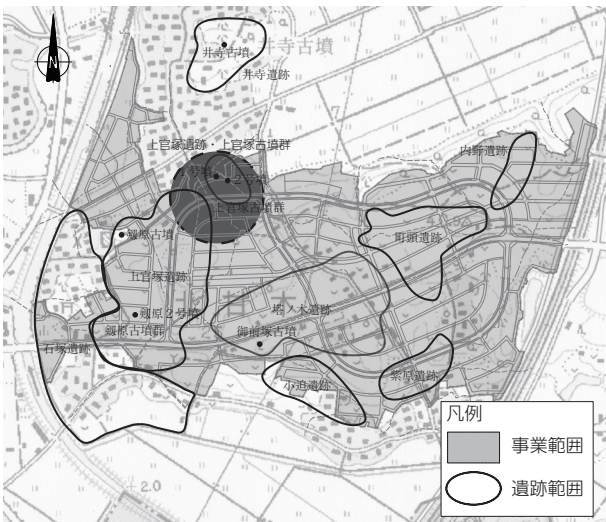 N
井寺古墳
井寺古墳
井寺遺跡
上官塚遺跡・上官塚古墳群
上官塚古墳群
内野遺跡
釼原古墳
町頭遺跡
上官塚遺跡
塔ノ木遺跡
釼原2号墳
釼原古墳群
御前塚古墳
石塚遺跡
小迫遺跡
紫原遺跡
2.0
凡例
事業範囲
遺跡範囲